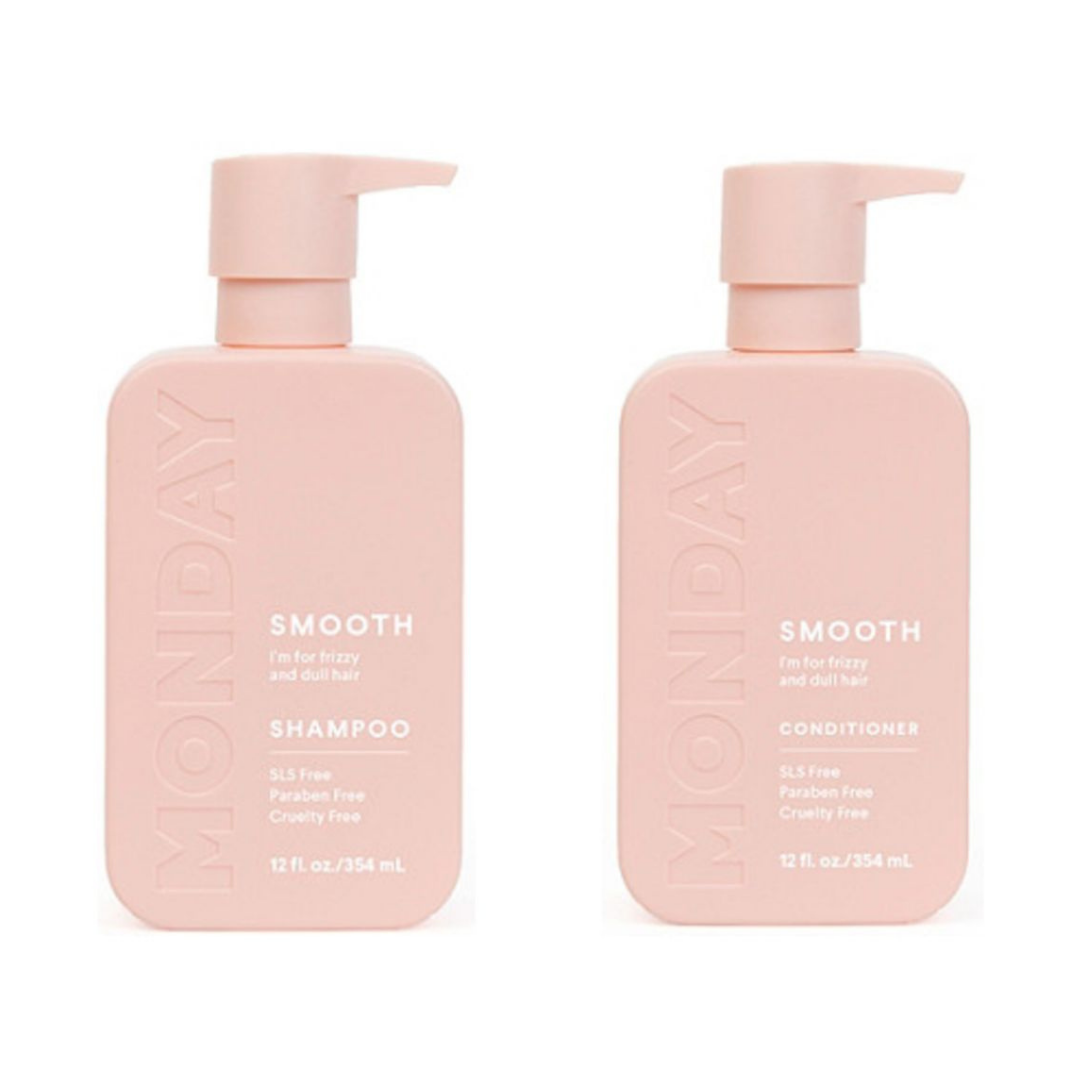 MONDAY
SMOOTH
I'm for frizzy
and dull hair
SHAMPOO
SLS Free
Paraben Free
Cruelty Free
12 fl. oz./354 mL
MONDAY
SMOOTH
I'm for frizzy
and dull hair
CONDITIONER
SLS Free
Paraben Free
Cruelty Free
12 fl. oz./354 mL